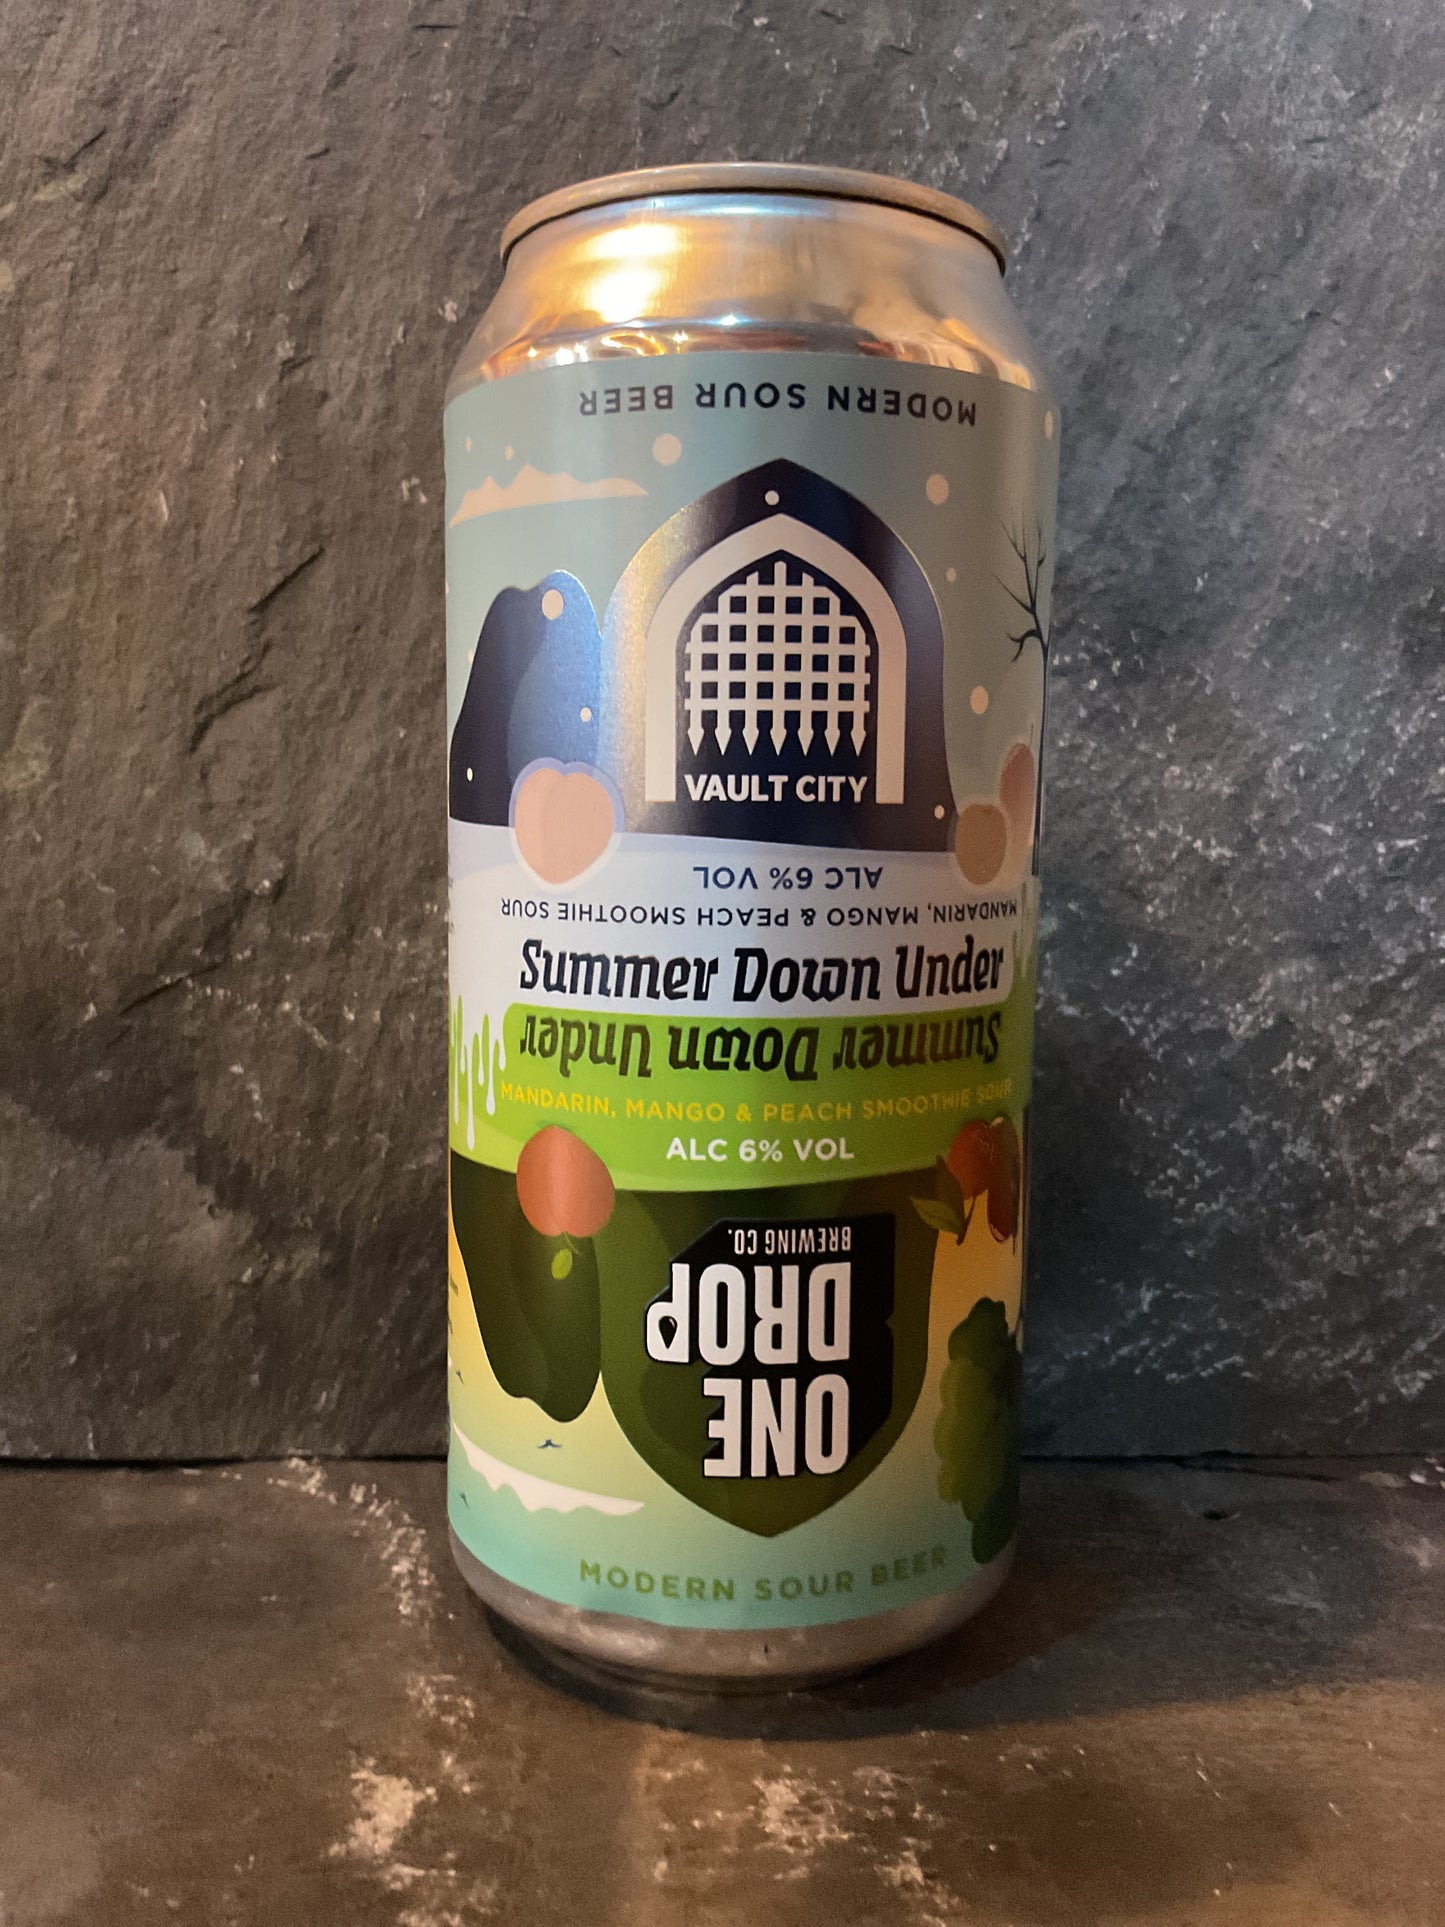 MODERN SOUR BEER
VAULT CITY
ALC 6% VOL
MANDARIN, MANGO & PEACH SMOOTHIE SOUR
Summer Down Under
Summer Down Under
MANDARIN, MANGO & PEACH SMOOTHIE SOUR
ALC 6% VOL
ONE
DROP
BREWING CO.
MODERN SOUR BEER